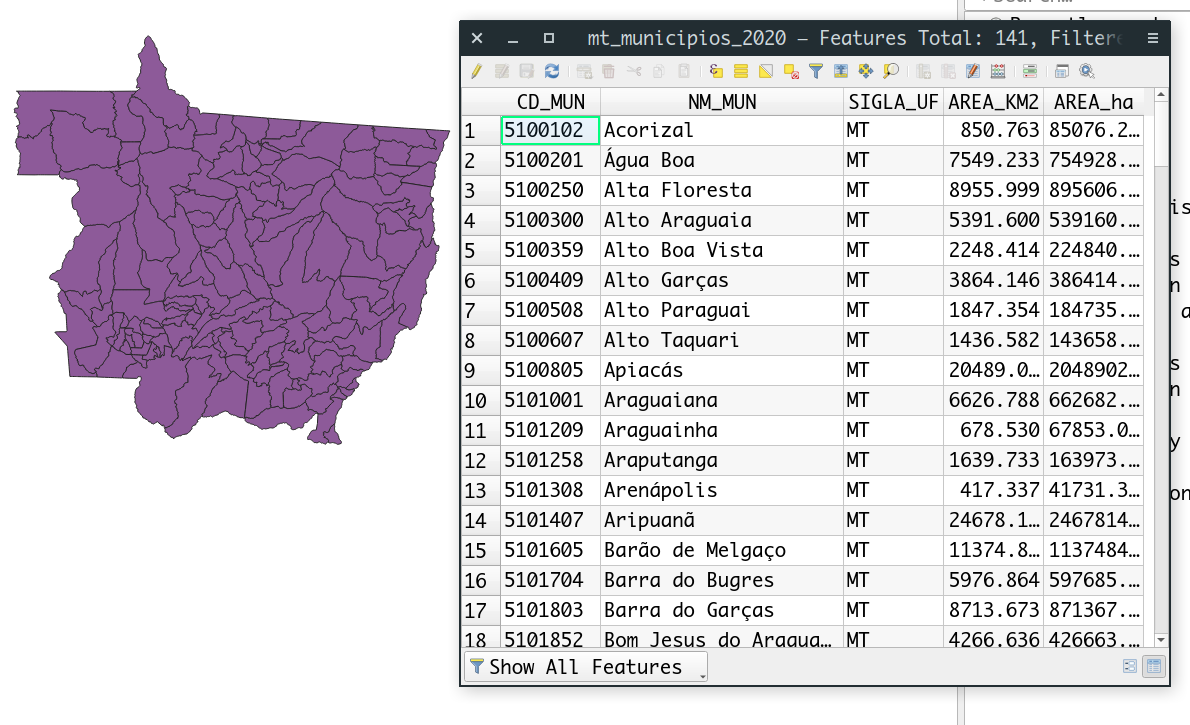 mt_municipios_2020 — Features Total: 141, Filter
CD_MUN NM_MUN SIGLA_UF AREA_KM2 AREA_ha
1 5100102 Acorizal MT 850.763 85076.2…
2 5100201 Água Boa MT 7549.233 754928.…
3 5100250 Alta Floresta MT 8955.999 895606.…
4 5100300 Alto Araguaia MT 5391.600 539160.…
5 5100359 Alto Boa Vista MT 2248.414 224840.…
6 5100409 Alto Garças MT 3864.146 386414.…
7 5100508 Alto Paraguai MT 1847.354 184735.…
8 5100607 Alto Taquari MT 1436.582 143658.…
9 5100805 Apiacás MT 20489.0… 2048902…
10 5101001 Araguaiana MT 6626.788 662682.…
11 5101209 Araguainha MT 678.530 67853.0…
12 5101258 Araputanga MT 1639.733 163973.…
13 5101308 Arenápolis MT 417.337 41731.3…
14 5101407 Aripuanã MT 24678.1… 2467814…
15 5101605 Barão de Melgaço MT 11374.8… 1137484…
16 5101704 Barra do Bugres MT 5976.864 597685.…
17 5101803 Barra do Garças MT 8713.673 871367.…
18 5101852 Bom Jesus do Aragua… MT 4266.636 426663.…
Show All Features